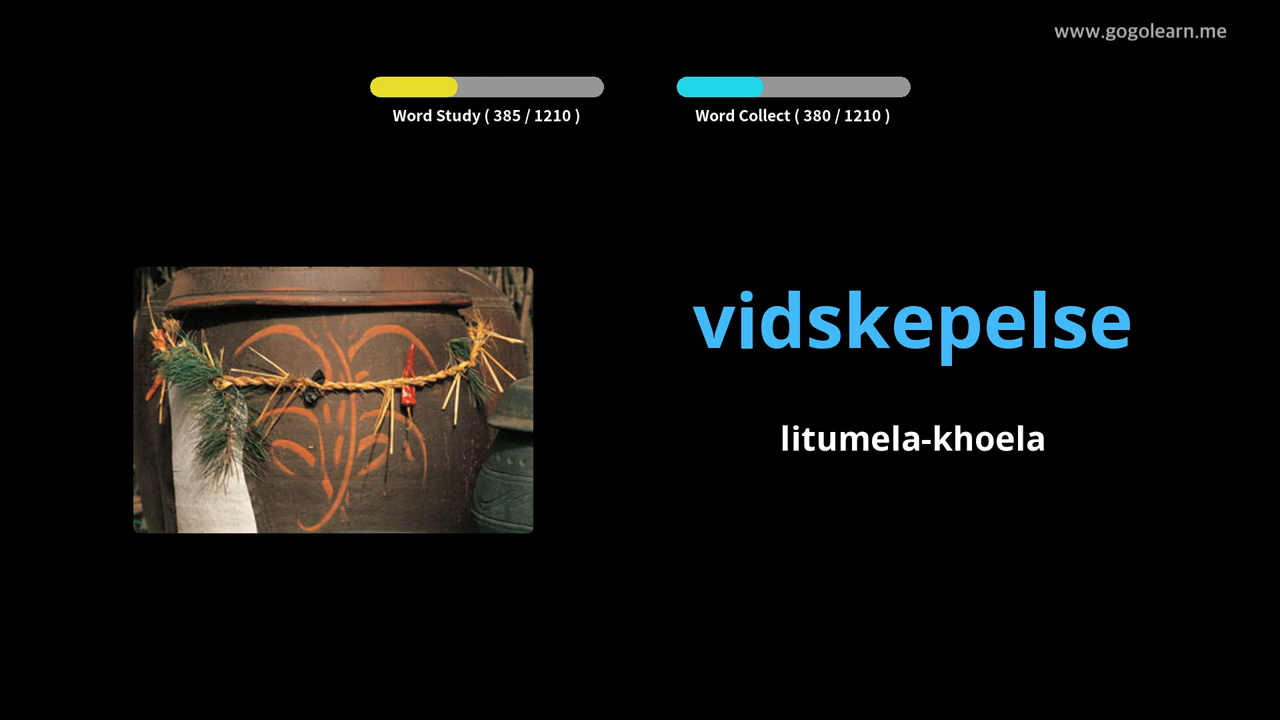 www.gogolearn.me
Word Study ( 385 / 1210 )
Word Collect ( 380 / 1210 )
vidskepelse
litumela-khoela